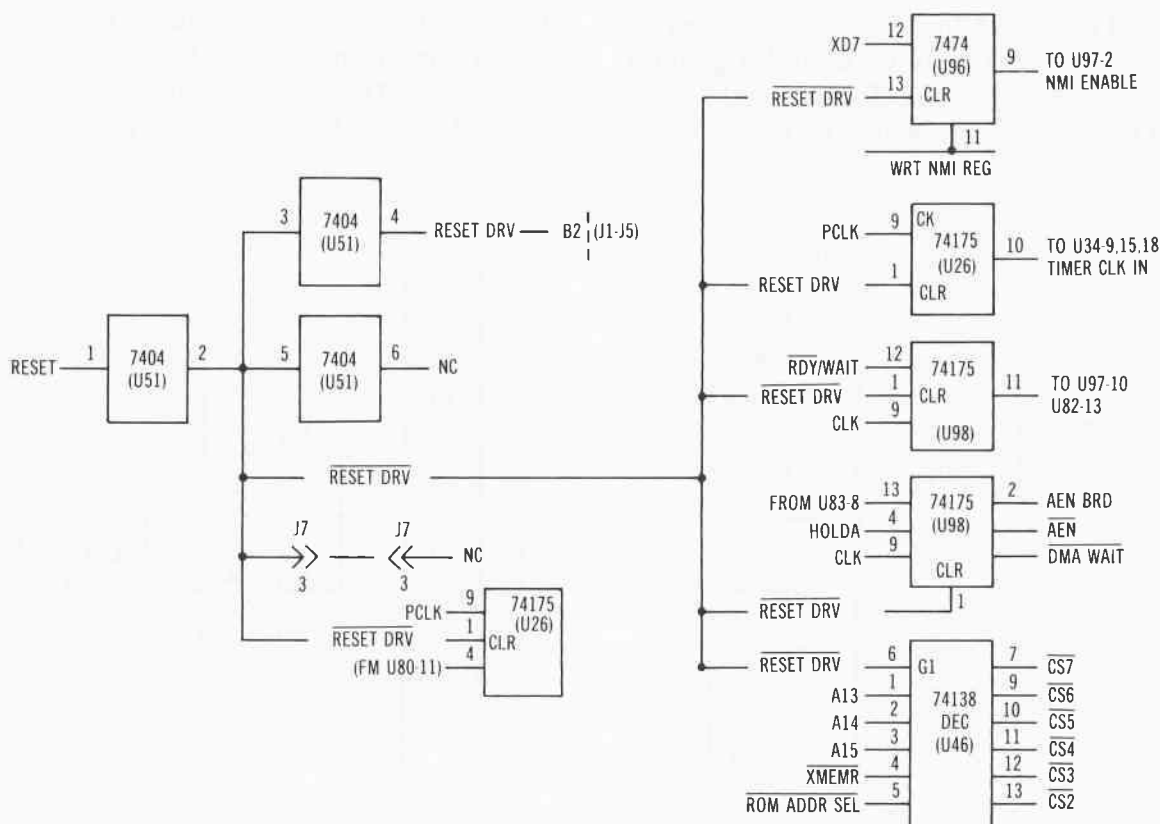 RESET
1
7404
(U51)
2
3
7404
(U51)
4
RESET DRV
B2
(J1-J5)
5
7404
(U51)
6
NC
RESET DRV
J7
J7
NC
3
3
PCLK
9
RESET DRV
1
(FM U80-11)
4
74175
(U26)
CLR
XD7
12
7474
(U96)
9
TO U97-2
NMI ENABLE
RESET DRV
13
CLR
11
WRT NMI REG
PCLK
9
CK
74175
(U26)
10
TO U34-9,15,18
TIMER CLK IN
RESET DRV
1
CLR
RDY/WAIT
12
74175
RESET DRV
1
CLR
11
TO U97-10
U82-13
CLK
9
(U98)
FROM U83-8
13
74175
(U98)
2
AEN BRD
HOLDA
4
AEN
CLK
9
DMA WAIT
CLR
RESET DRV
1
RESET DRV
6
G1
7
CS7
A13
1
74138
DEC
(U46)
9
CS6
A14
2
10
CS5
A15
3
11
CS4
XMEMR
4
12
CS3
ROM ADDR SEL
5
13
CS2